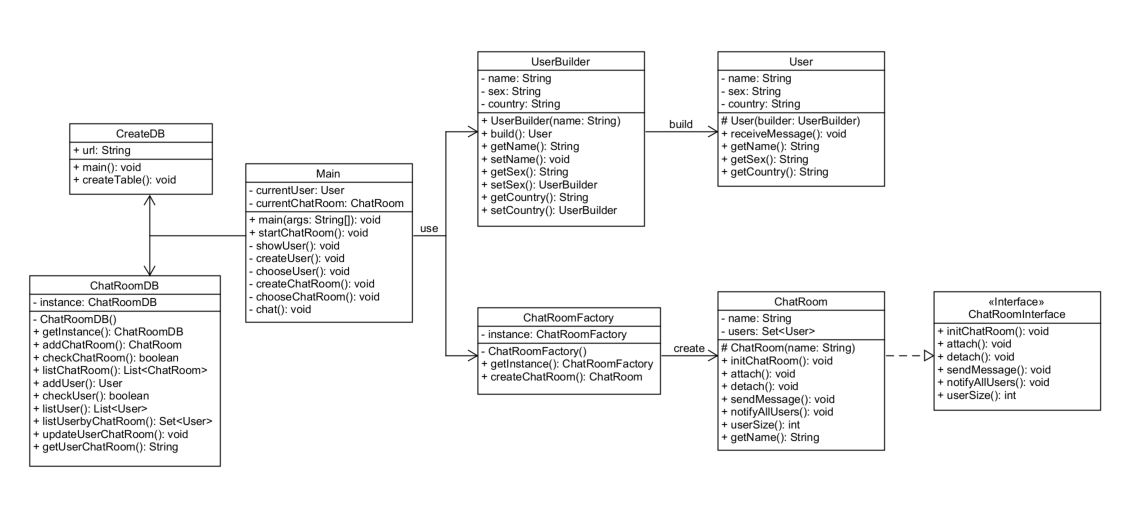 CreateDB
+ url: String
+ main(): void
+ createTable(): void
ChatRoomDB
- instance: ChatRoomDB
- ChatRoomDB()
+ getInstance(): ChatRoomDB
+ addChatRoom(): ChatRoom
+ checkChatRoom(): boolean
+ listChatRoom(): List<ChatRoom>
+ addUser(): User
+ checkUser(): boolean
+ listUser(): List<User>
+ listUserbyChatRoom(): Set<User>
+ updateUserChatRoom(): void
+ getUserChatRoom(): String
Main
- currentUser: User
- currentChatRoom: ChatRoom
+ main(args: String[]): void
+ startChatRoom(): void
- showUser(): void
- createUser(): void
- chooseUser(): void
- createChatRoom(): void
- chooseChatRoom(): void
- chat(): void
use
UserBuilder
- name: String
- sex: String
- country: String
+ UserBuilder(name: String)
+ build(): User
+ getName(): String
+ setName(): void
+ getSex(): String
+ setSex(): UserBuilder
+ getCountry(): String
+ setCountry(): UserBuilder
build
User
- name: String
- sex: String
- country: String
# User(builder: UserBuilder)
+ receiveMessage(): void
+ getName(): String
+ getSex(): String
+ getCountry(): String
ChatRoomFactory
- instance: ChatRoomFactory
- ChatRoomFactory()
+ getInstance(): ChatRoomFactory
+ createChatRoom(): ChatRoom
create
ChatRoom
- name: String
- users: Set<User>
# ChatRoom(name: String)
+ initChatRoom(): void
+ attach(): void
+ detach(): void
+ sendMessage(): void
+ notifyAllUsers(): void
+ userSize(): int
+ getName(): String
«Interface»
ChatRoomInterface
+ initChatRoom(): void
+ attach(): void
+ detach(): void
+ sendMessage(): void
+ notifyAllUsers(): void
+ userSize(): int